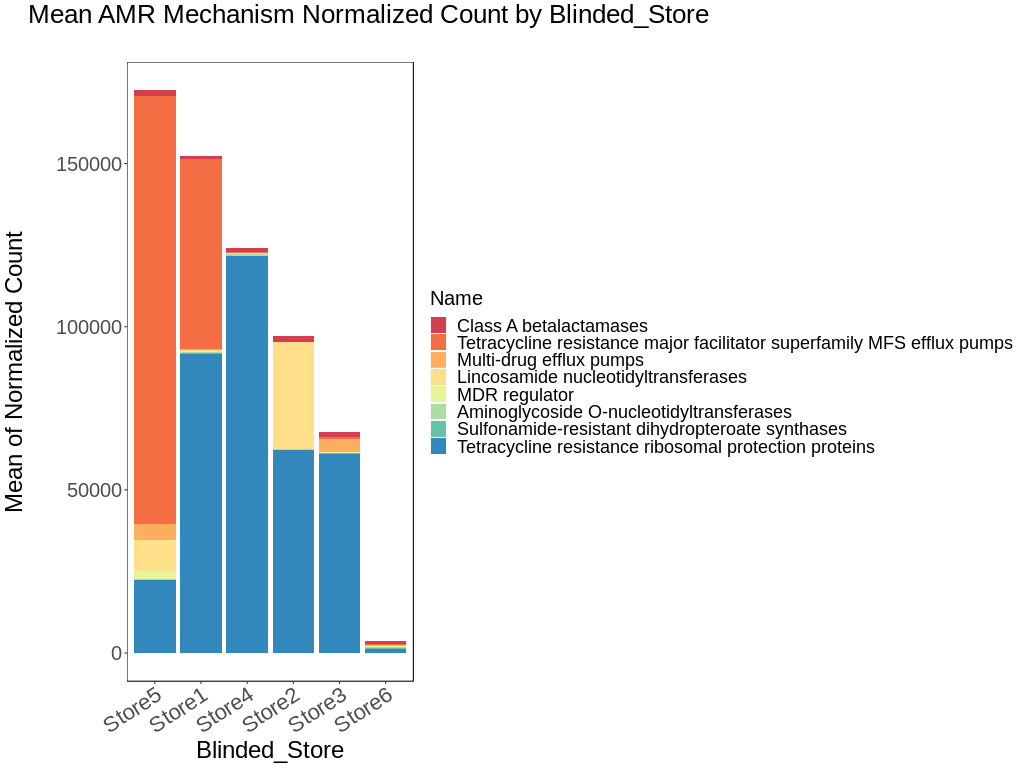 Mean AMR Mechanism Normalized Count by Blinded_Store
Mean of Normalized Count
150000
100000
50000
0
Store5
Store1
Store4
Store2
Store3
Store6
Blinded_Store
Name
Class A betalactamases
Tetracycline resistance major facilitator superfamily MFS efflux pumps
Multi-drug efflux pumps
Lincosamide nucleotidyltransferases
MDR regulator
Aminoglycoside O-nucleotidyltransferases
Sulfonamide-resistant dihydropteroate synthases
Tetracycline resistance ribosomal protection proteins